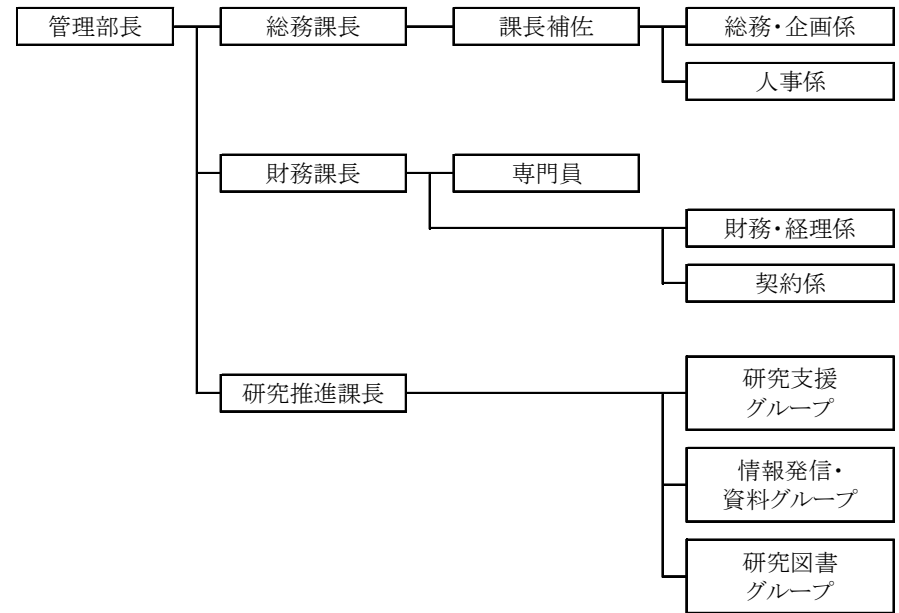 管理部長
総務課長
課長補佐
総務・企画係
人事係
財務課長
専門員
財務・経理係
契約係
研究推進課長
研究支援
グループ
情報発信・
資料グループ
研究図書
グループ